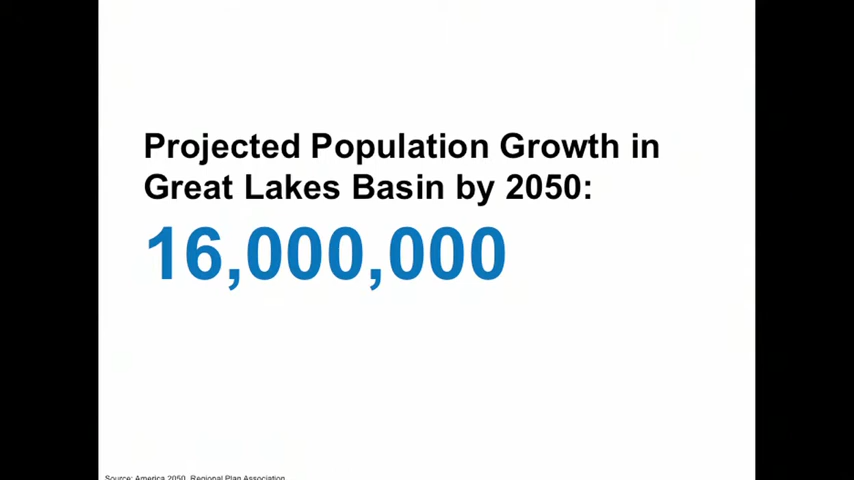 Projected Population Growth in
Great Lakes Basin by 2050:
16,000,000
Source: America 2050, Regional Plan Association